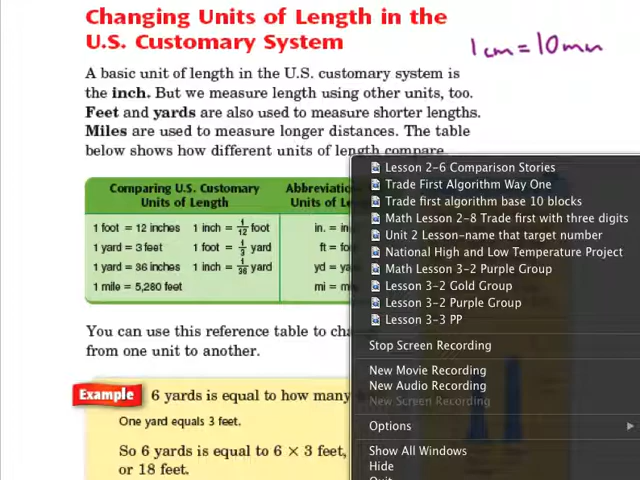 Changing Units of Length in the
U.S. Customary System
1 cm = 10 mm
A basic unit of length in the U.S. customary system is
the inch. But we measure length using other units, too.
Feet and yards are also used to measure shorter lengths.
Miles are used to measure longer distances. The table
below shows how different units of length compare
Comparing U.S. Customary
Units of Length
1 foot = 12 inches 1 inch = 1/12 foot
1 yard = 3 feet 1 foot = 1/3 yard
1 yard = 36 inches 1 inch = 1/36 yard
1 mile = 5,280 feet
Abbreviatio
Units of Le
in. = in
ft = fo
yd = ya
mi = m
You can use this reference table to ch
from one unit to another.
Example 6 yards is equal to how many
One yard equals 3 feet.
So 6 yards is equal to 6 × 3 feet,
or 18 feet.
Lesson 2-6 Comparison Stories
Trade First Algorithm Way One
Trade first algorithm base 10 blocks
Math Lesson 2-8 Trade first with three digits
Unit 2 Lesson-name that target number
National High and Low Temperature Project
Math Lesson 3-2 Purple Group
Lesson 3-2 Gold Group
Lesson 3-2 Purple Group
Lesson 3-3 PP
Stop Screen Recording
New Movie Recording
New Audio Recording
New Screen Recording
Options
Show All Windows
Hide